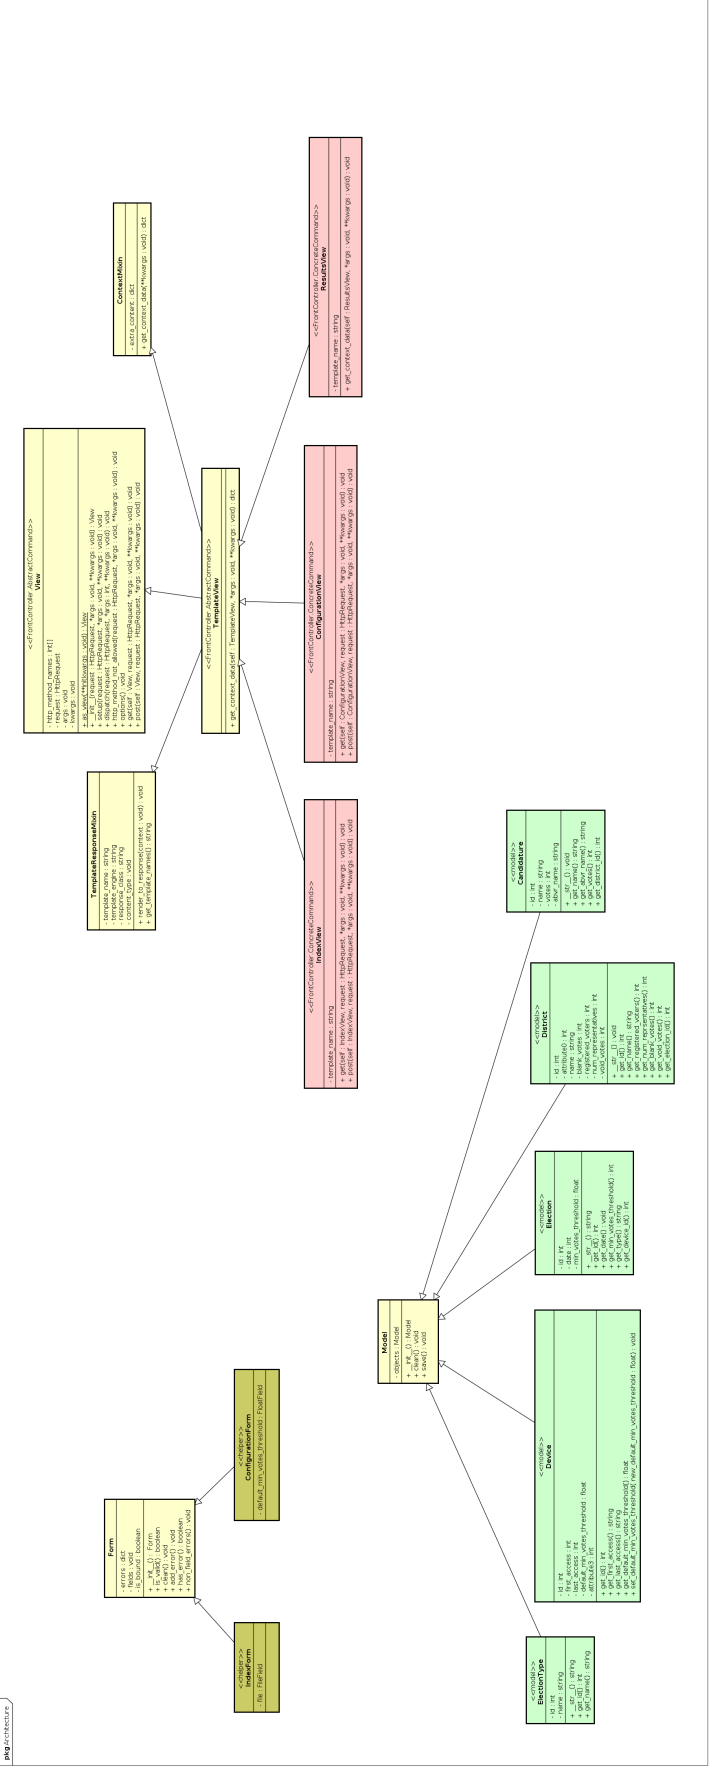 pkg Architecture
<<helper>>
IndexForm
- file : FileField
Form
- errors : dict
- fields : void
- is_bound : boolean
+ __init__() : Form
+ is_valid() : boolean
+ clean() : void
+ add_error() : void
+ has_error() : boolean
+ non_field_errors() : void
<<helper>>
ConfigurationForm
- default_min_votes_threshold : FloatField
TemplateResponseMixin
- template_name : string
- template_engine : string
- response_class : string
- content_type : void
+ render_to_response(context : void) : void
+ get_template_names() : string
<<FrontController.AbstractCommand>>
View
- http_method_names : int[]
- request : HttpRequest
- args : void
- kwargs : void
+ as_view(**initkwargs : void) : View
+ __init__(request : HttpRequest, *args : void, **kwargs : void) : View
+ setup(request : HttpRequest, *args : void, **kwargs : void) : void
+ dispatch(request : HttpRequest, *args : int, **kwargs : void) : void
+ http_method_not_allowed(request : HttpRequest, *args : void, **kwargs : void) : void
+ options() : void
+ get(self : View, request : HttpRequest, *args : void, **kwargs : void) : void
+ post(self : View, request : HttpRequest, *args : void, **kwargs : void) : void
ContextMixin
- extra_content : dict
+ get_context_data(**kwargs : void) : dict
<<FrontController.AbstractCommand>>
TemplateView
+ get_context_data(self : TemplateView, *args : void, **kwargs : void) : dict
<<FrontController.ConcreteCommand>>
IndexView
- template_name : string
+ get(self : IndexView, request : HttpRequest, *args : void, **kwargs : void) : void
+ post(self : IndexView, request : HttpRequest, *args : void, **kwargs : void) : void
<<FrontController.ConcreteCommand>>
ConfigurationView
- template_name : string
+ get(self : ConfigurationView, request : HttpRequest, *args : void, **kwargs : void) : void
+ post(self : ConfigurationView, request : HttpRequest, *args : void, **kwargs : void) : void
<<FrontController.ConcreteCommand>>
ResultsView
- template_name : string
+ get_context_data(self : ResultsView, *args : void, **kwargs : void) : void
Model
- objects : Model
+ __init__() : Model
+ clean() : void
+ save() : void
<<model>>
ElectionType
- id : int
- name : string
+ __str__() : string
+ get_id() : int
+ get_name() : string
<<model>>
Device
- id : int
- first_access : int
- last_access : int
- default_min_votes_threshold : float
- attribute3 : int
+ get_id() : int
+ get_first_access() : string
+ get_last_access() : string
+ get_default_min_votes_threshold() : float
+ set_default_min_votes_threshold( new_default_min_votes_threshold : float) : void
<<model>>
Election
- id : int
- date : int
- min_votes_threshold : float
+ __str__() : string
+ get_id() : int
+ get_date() : void
+ get_min_votes_threshold() : int
+ get_type() : string
+ get_device_id() : int
<<model>>
District
- id : int
- attribute0 : int
- name : string
- blank_votes : int
- registered_voters : int
- num_representatives : int
- void_votes : int
+ __str__() : void
+ get_id() : int
+ get_name() : string
+ get_registered_voters() : int
+ get_num_reprsentatives() : int
+ get_blank_votes() : int
+ get_void_votes() : int
+ get_election_id() : int
<<model>>
Candidature
- id : int
- name : string
- votes : int
- abvr_name : string
+ __str__() : void
+ get_name() : string
+ get_abvr_name() : string
+ get_votes() : int
+ get_district_id() : int